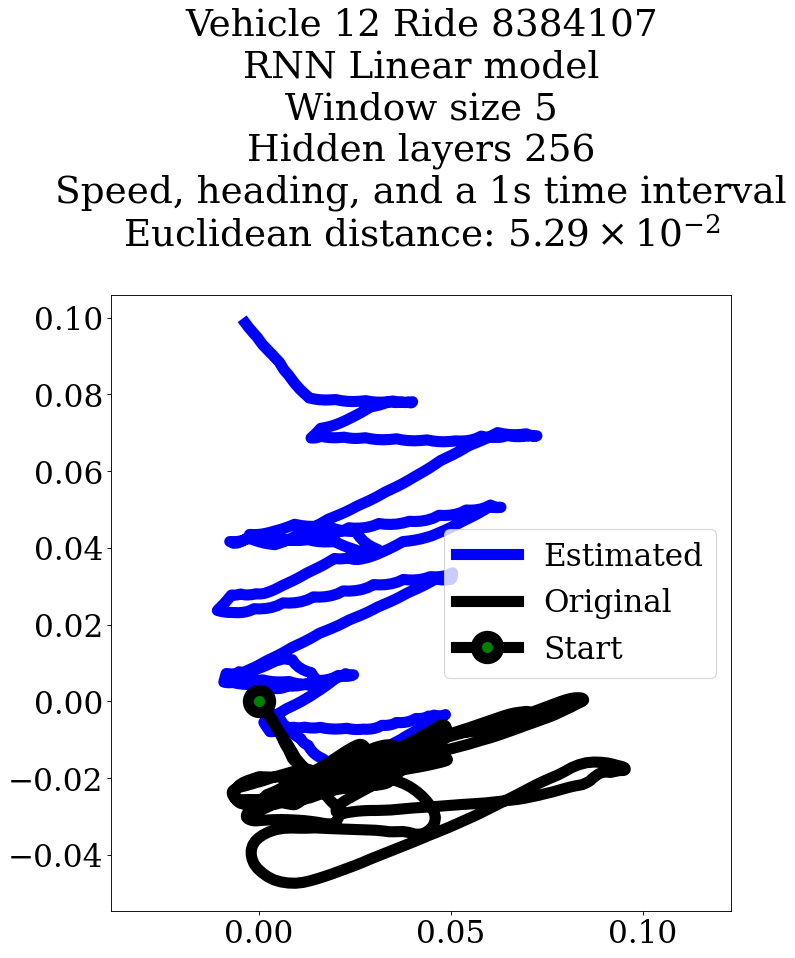 Vehicle 12 Ride 8384107
RNN Linear model
Window size 5
Hidden layers 256
Speed, heading, and a 1s time interval
Euclidean distance: 5.29 × 10⁻²
0.10
0.08
0.06
0.04
0.02
0.00
−0.02
−0.04
Estimated
Original
Start
0.00 0.05 0.10